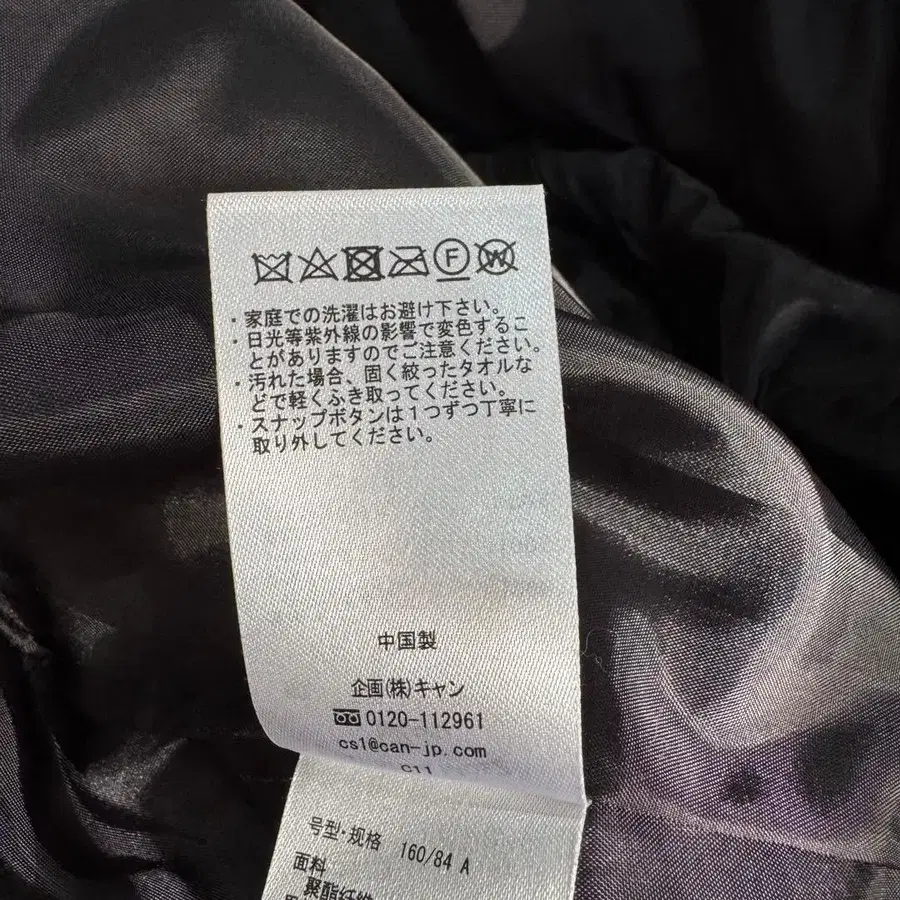 ・家庭での洗濯はお避け下さい。
・日光等紫外線の影響で変色するこ
とがありますのでご注意ください。
・汚れた場合、固く絞ったタオルな
どで軽くふき取ってください。
・スナップボタンは1つずつ丁寧に
取り外してください。
中国製
企画(株)キャン
0120-112961
cs1@can-jp.com
C11
号型・规格 160/84 A
面料
聚酯纤维